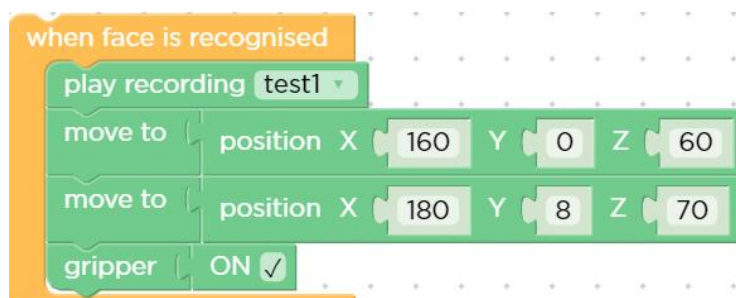 when face is recognised
play recording test1
move to position X 160 Y 0 Z 60
move to position X 180 Y 8 Z 70
gripper ON ✓